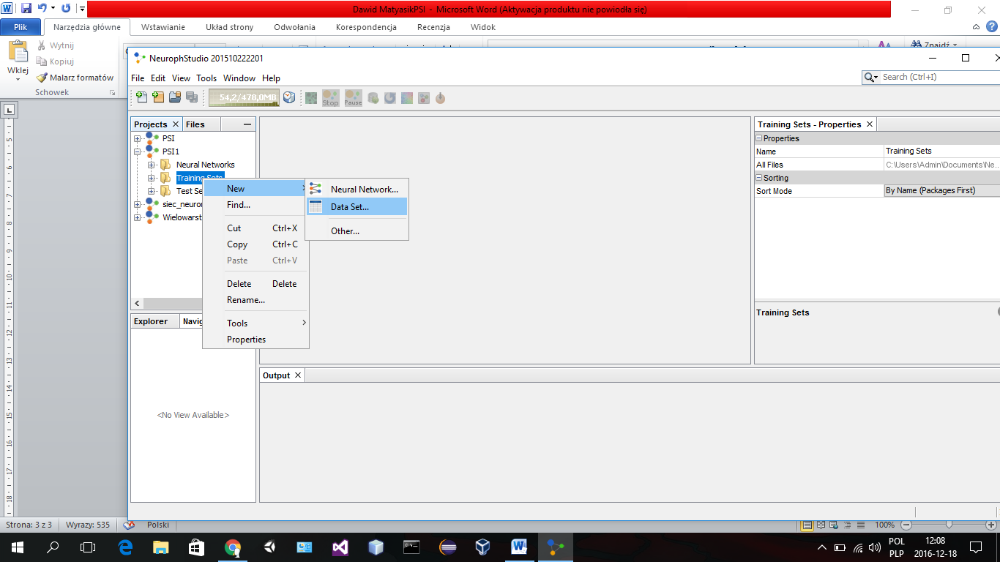 Dawid MatyasikPSI - Microsoft Word (Aktywacja produktu nie powiodła się)
Plik Narzędzia główne Wstawianie Układ strony Odwołania Korespondencja Recenzja Widok
Wklej
Wytnij
Kopiuj
Malarz formatów
Schowek
Znajdź
NeurophStudio 201510222201
File Edit View Tools Window Help
Search (Ctrl+I)
54,2/478,0MB
Stop
Pause
Projects Files
PSI
PSI1
Neural Networks
Training Sets
Test Se
siec_neuron
Wielowarst
New
Find...
Cut Ctrl+X
Copy Ctrl+C
Paste Ctrl+V
Delete Delete
Rename...
Tools
Properties
Neural Network...
Data Set...
Other...
Explorer Navig
<No View Available>
Output
Training Sets - Properties
Properties
Name Training Sets
All Files C:\Users\Admin\Documents\Ne...
Sorting
Sort Mode By Name (Packages First)
Training Sets
Strona: 3 z 3 Wyrazy: 535 Polski
100%
POL
PLP
12:08
2016-12-18